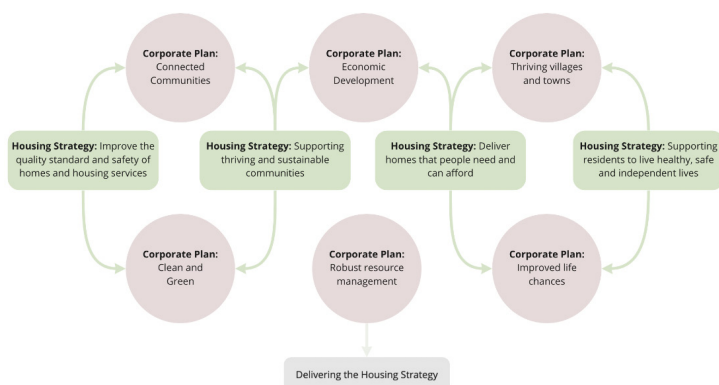 Corporate Plan:
Connected
Communities
Corporate Plan:
Economic
Development
Corporate Plan:
Thriving villages
and towns
Housing Strategy: Improve the
quality standard and safety of
homes and housing services
Housing Strategy: Supporting
thriving and sustainable
communities
Housing Strategy: Deliver
homes that people need and
can afford
Housing Strategy: Supporting
residents to live healthy, safe
and independent lives
Corporate Plan:
Clean and
Green
Corporate Plan:
Robust resource
management
Corporate Plan:
Improved life
chances
Delivering the Housing Strategy